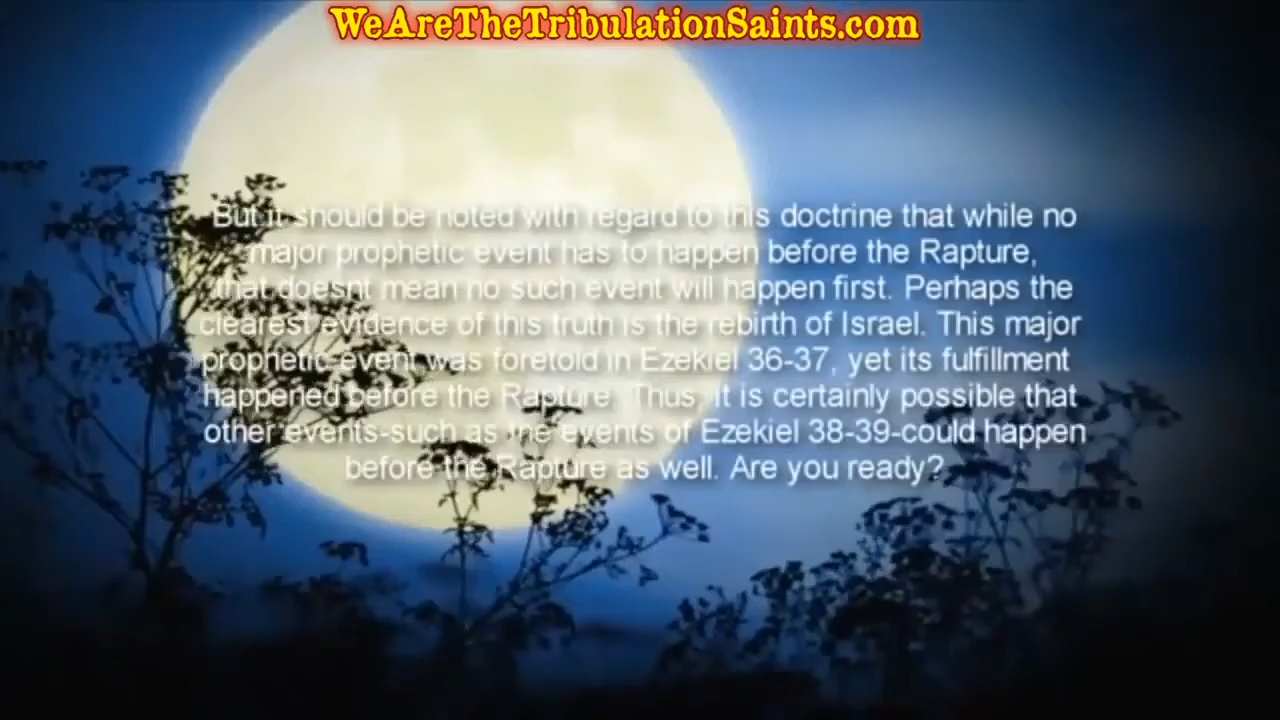 WeAreTheTribulationSaints.com
But it should be noted with regard to this doctrine that while no
major prophetic event has to happen before the Rapture,
that doesnt mean no such event will happen first. Perhaps the
clearest evidence of this truth is the rebirth of Israel. This major
prophetic event was foretold in Ezekiel 36-37, yet its fulfillment
happened before the Rapture. Thus, it is certainly possible that
other events-such as the events of Ezekiel 38-39-could happen
before the Rapture as well. Are you ready?